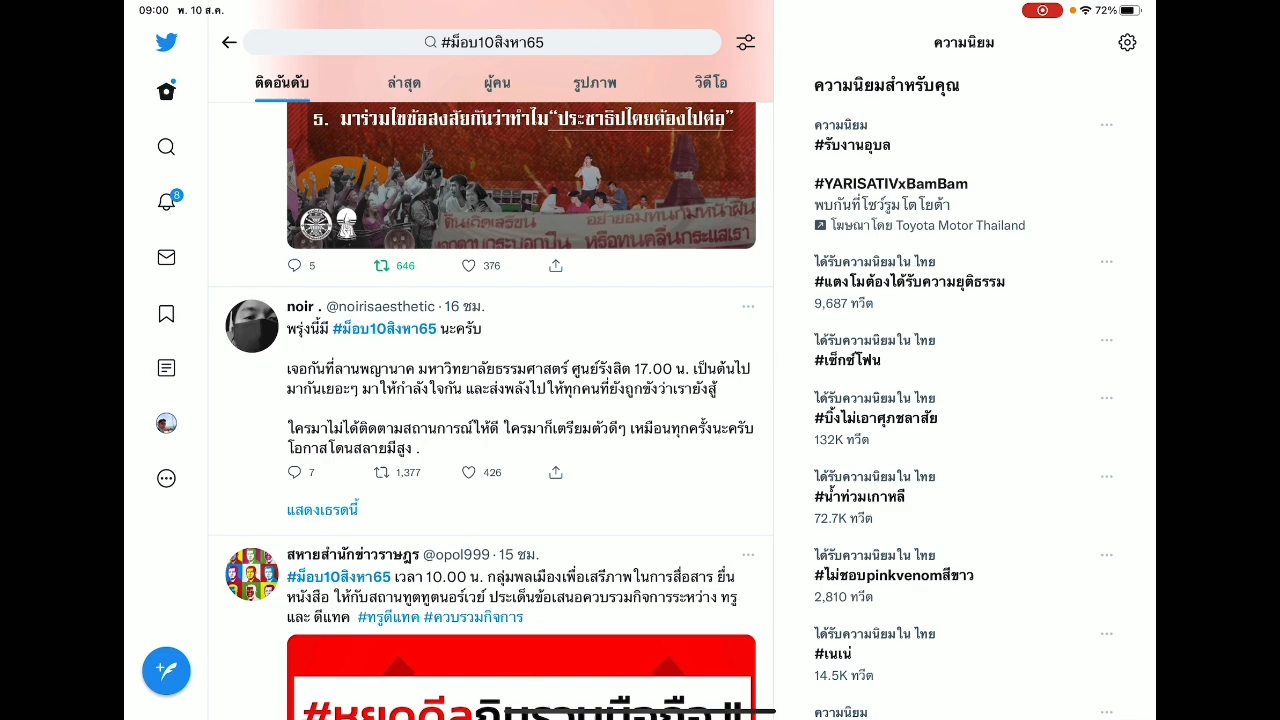 09:00 พ. 10 ส.ค.
72%
#ม็อบ10สิงหา65
ติดอันดับ ล่าสุด ผู้คน รูปภาพ วิดีโอ
5. มาร่วมไขข้อสงสัยกันว่าทำไม“ประชาธิปไตยต้องไปต่อ”
5 646 376
noir . @noirisaesthetic · 16 ชม.
พรุ่งนี้มี #ม็อบ10สิงหา65 นะครับ
เจอกันที่ลานพญานาค มหาวิทยาลัยธรรมศาสตร์ ศูนย์รังสิต 17.00 น. เป็นต้นไป
มากันเยอะๆ มาให้กำลังใจกัน และส่งพลังไปให้ทุกคนที่ยังถูกขังว่าเรายังสู้
ใครมาไม่ได้ติดตามสถานการณ์ให้ดี ใครมาก็เตรียมตัวดีๆ เหมือนทุกครั้งนะครับ
โอกาสโดนสลายมีสูง .
7 1,377 426
แสดงเธรดนี้
สหายสำนักข่าวราษฎร @opol999 · 15 ชม.
#ม็อบ10สิงหา65 เวลา 10.00 น. กลุ่มพลเมืองเพื่อเสรีภาพในการสื่อสาร ยื่น
หนังสือ ให้กับสถานทูตทูตนอร์เวย์ ประเด็นข้อเสนอควบรวมกิจการระหว่าง ทรู
และ ดีแทค #ทรูดีแทค #ควบรวมกิจการ
8
ความนิยม
ความนิยมสำหรับคุณ
ความนิยม
#รับงานอุบล
#YARISATIVxBamBam
พบกันที่โชว์รูมโตโยต้า
โฆษณาโดย Toyota Motor Thailand
ได้รับความนิยมใน ไทย
#แตงโมต้องได้รับความยุติธรรม
9,687 ทวีต
ได้รับความนิยมใน ไทย
#เซ็กซ์โฟน
ได้รับความนิยมใน ไทย
#บิ้งไม่เอาศุภชลาสัย
132K ทวีต
ได้รับความนิยมใน ไทย
#น้ำท่วมเกาหลี
72.7K ทวีต
ได้รับความนิยมใน ไทย
#ไม่ชอบpinkvenomสีขาว
2,810 ทวีต
ได้รับความนิยมใน ไทย
#เนเน่
14.5K ทวีต
ความนิยม